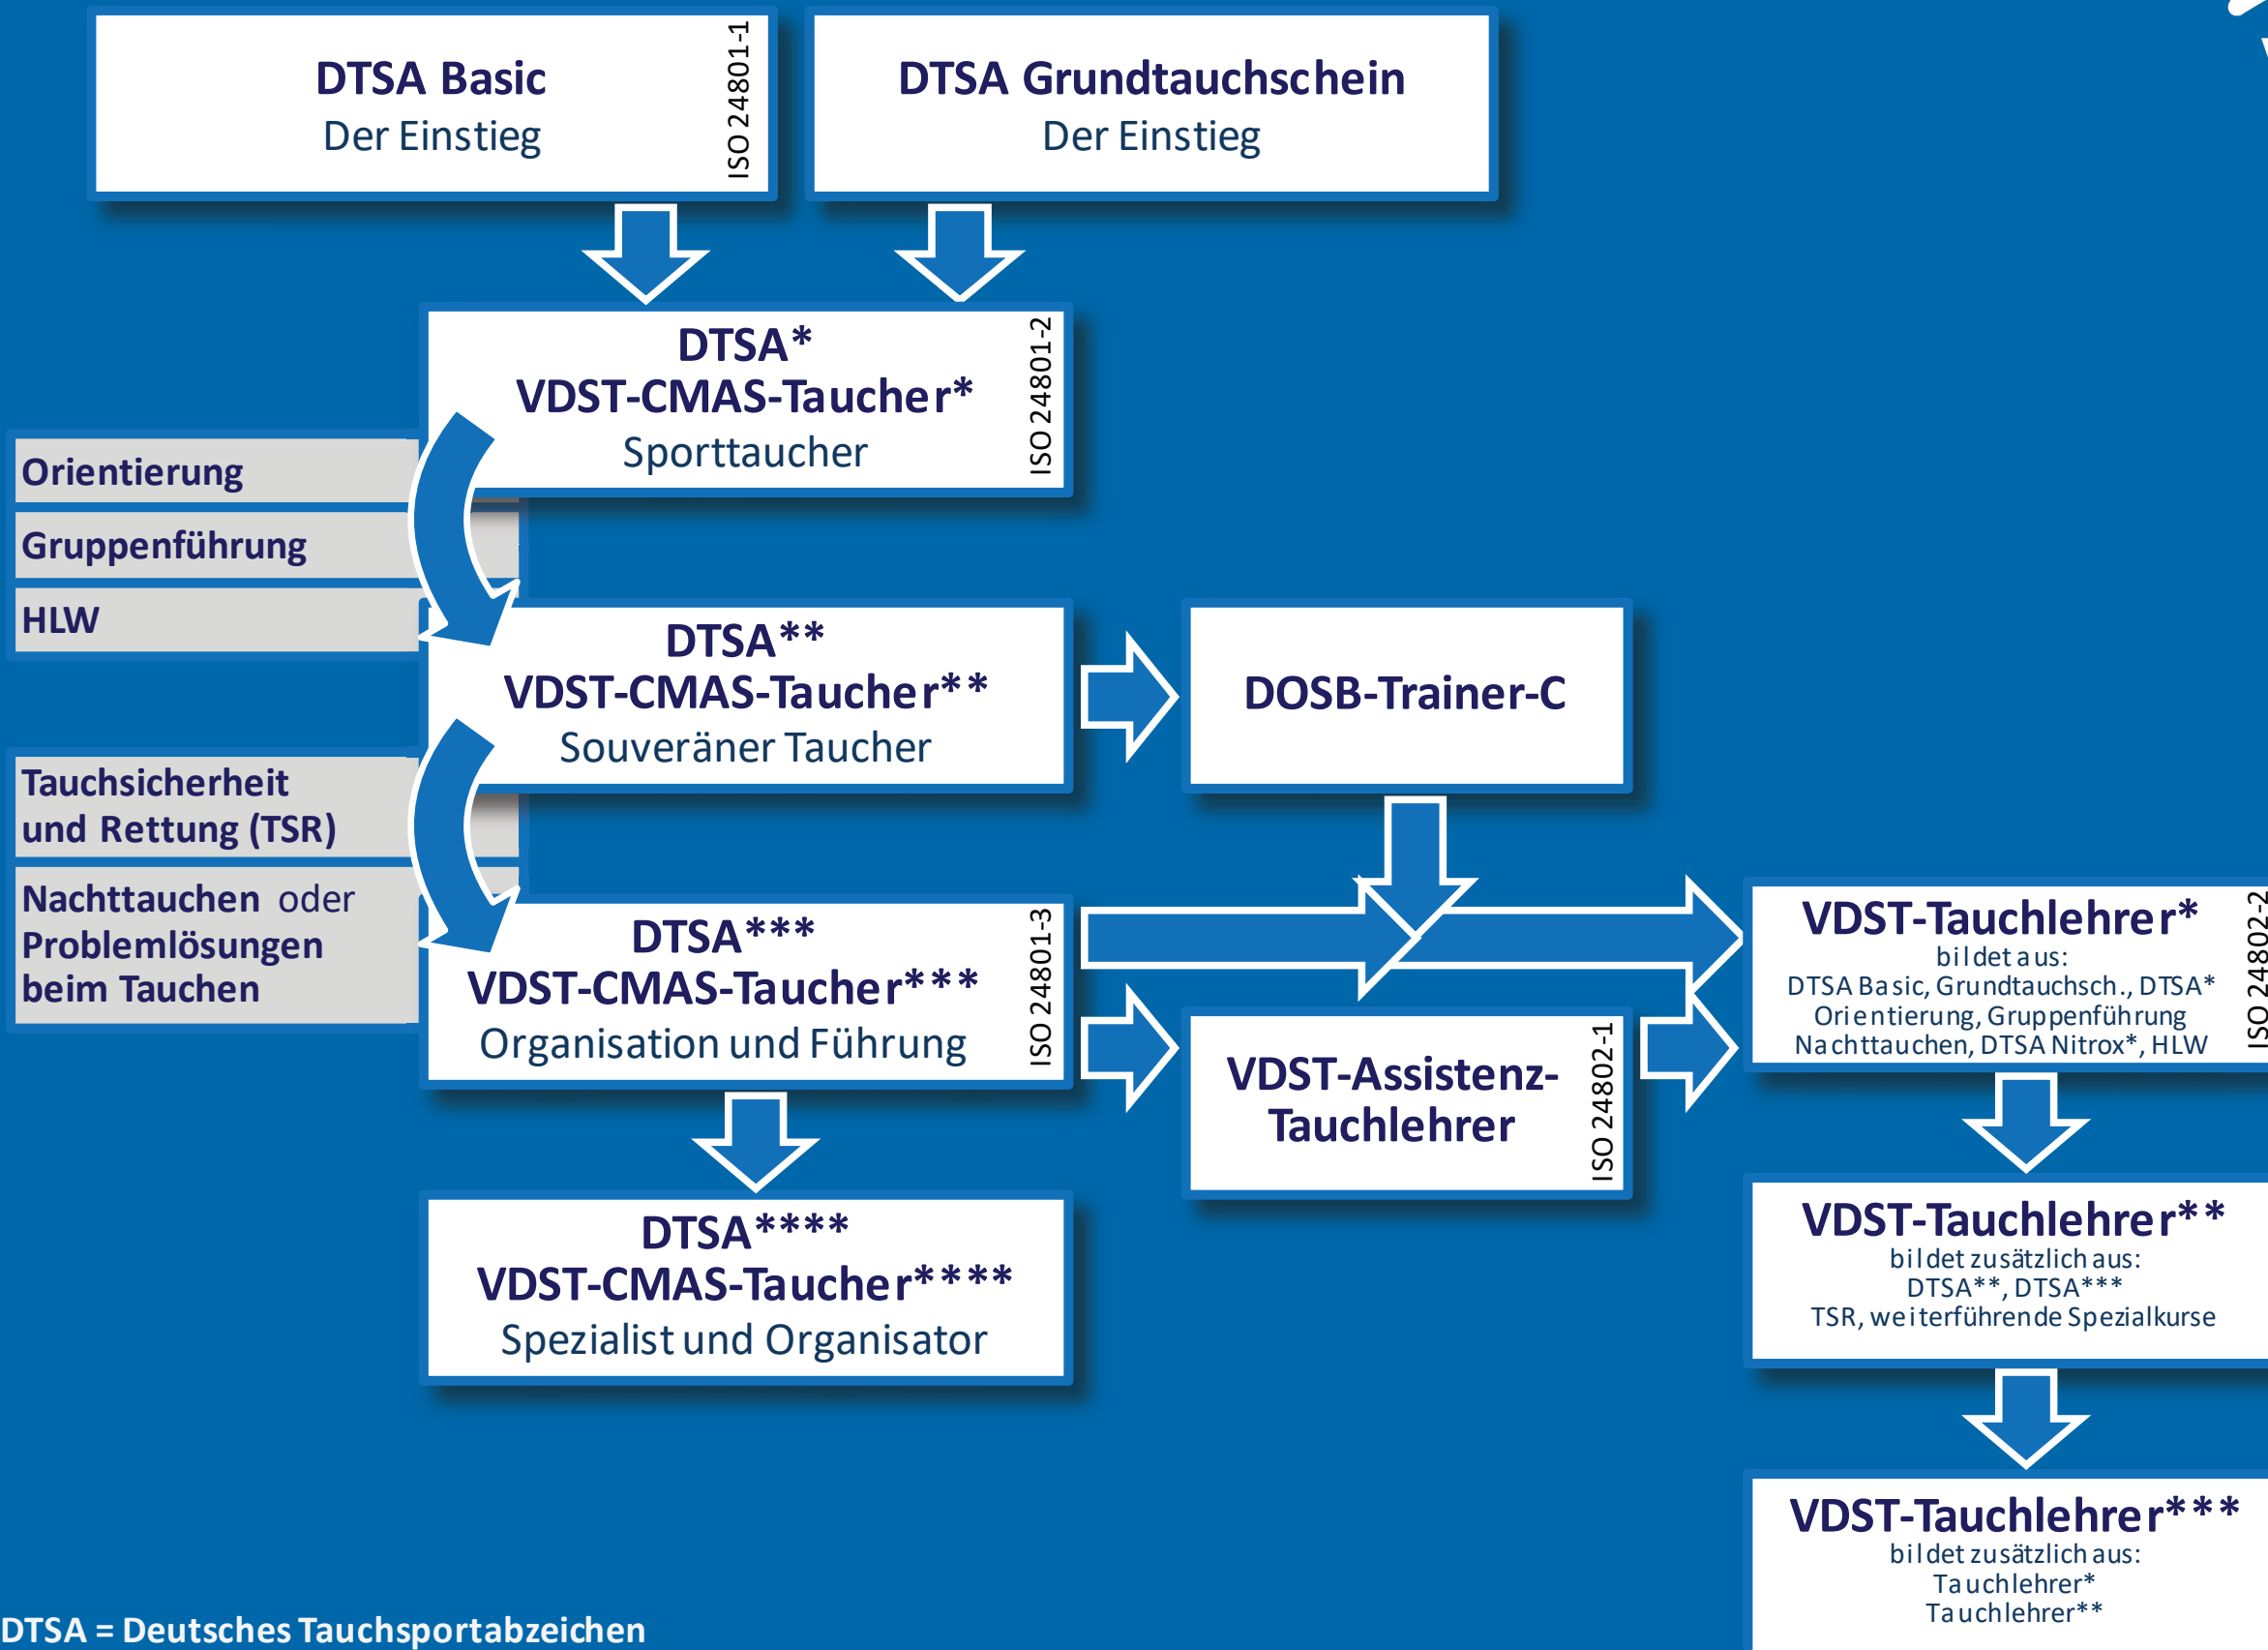 DTSA Basic
Der Einstieg
ISO 24801-1
DTSA Grundtauchschein
Der Einstieg
DTSA*
VDST-CMAS-Taucher*
Sporttaucher
ISO 24801-2
Orientierung
Gruppenführung
HLW
DTSA**
VDST-CMAS-Taucher**
Souveräner Taucher
DOSB-Trainer-C
Tauchsicherheit
und Rettung (TSR)
Nachttauchen oder
Problemlösungen
beim Tauchen
DTSA***
VDST-CMAS-Taucher***
Organisation und Führung
ISO 24801-3
VDST-Assistenz-
Tauchlehrer
ISO 24802-1
VDST-Tauchlehrer*
bildet aus:
DTSA Basic, Grundtauchsch., DTSA*
Orientierung, Gruppenführung
Nachttauchen, DTSA Nitrox*, HLW
ISO 24802-2
DTSA****
VDST-CMAS-Taucher****
Spezialist und Organisator
VDST-Tauchlehrer**
bildet zusätzlich aus:
DTSA**, DTSA***
TSR, weiterführende Spezialkurse
VDST-Tauchlehrer***
bildet zusätzlich aus:
Tauchlehrer*
Tauchlehrer**
DTSA = Deutsches Tauchsportabzeichen